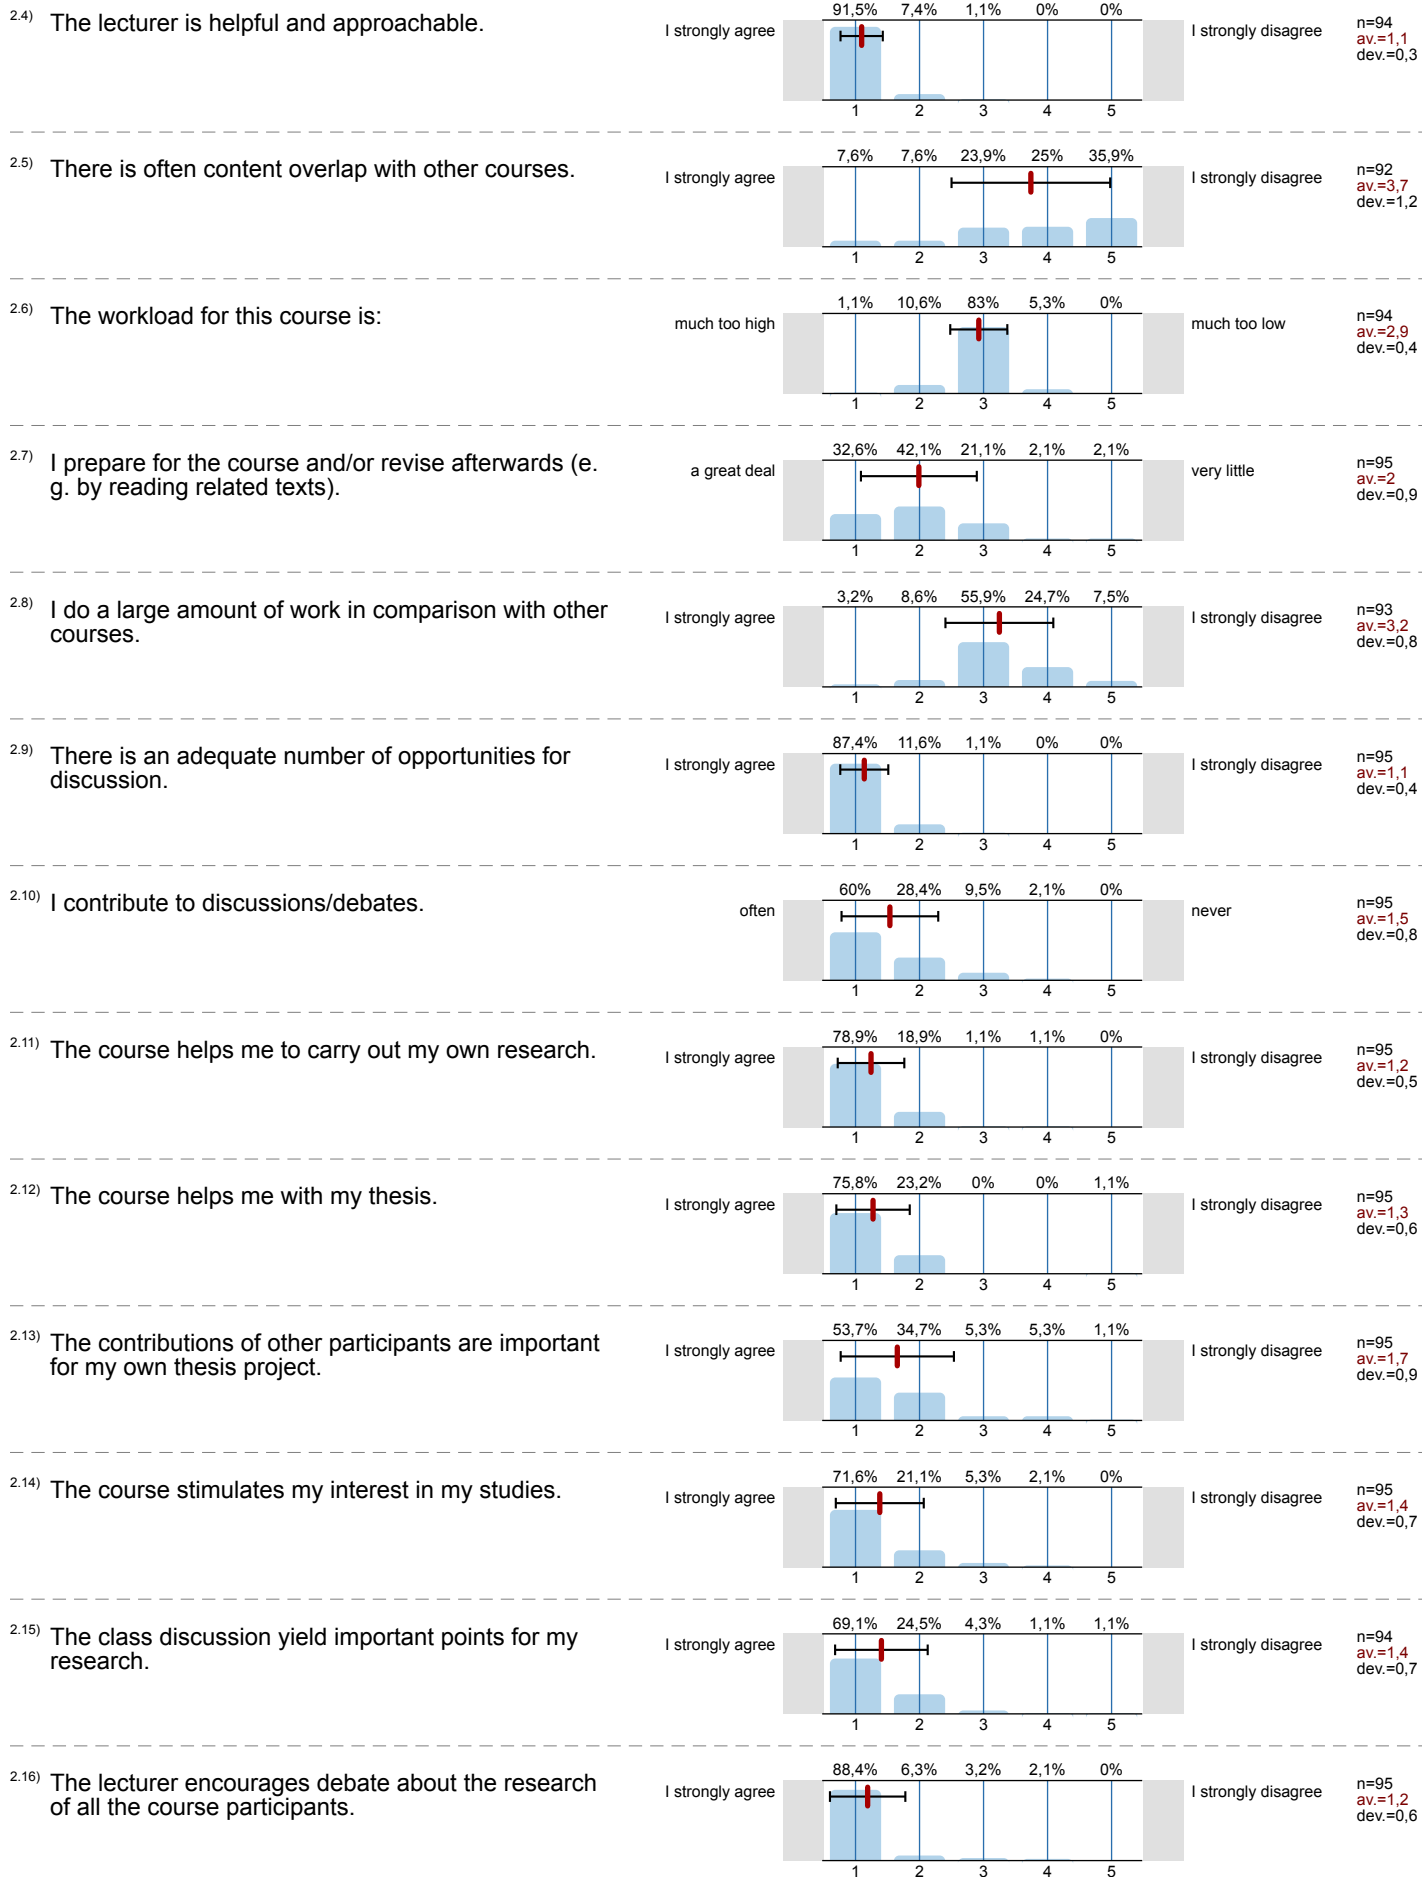 2.4) The lecturer is helpful and approachable.
I strongly agree
91,5% 7,4% 1,1% 0% 0%
1 2 3 4 5
I strongly disagree
n=94
av.=1,1
dev.=0,3
2.5) There is often content overlap with other courses.
I strongly agree
7,6% 7,6% 23,9% 25% 35,9%
1 2 3 4 5
I strongly disagree
n=92
av.=3,7
dev.=1,2
2.6) The workload for this course is:
much too high
1,1% 10,6% 83% 5,3% 0%
1 2 3 4 5
much too low
n=94
av.=2,9
dev.=0,4
2.7) I prepare for the course and/or revise afterwards (e.
g. by reading related texts).
a great deal
32,6% 42,1% 21,1% 2,1% 2,1%
1 2 3 4 5
very little
n=95
av.=2
dev.=0,9
2.8) I do a large amount of work in comparison with other
courses.
I strongly agree
3,2% 8,6% 55,9% 24,7% 7,5%
1 2 3 4 5
I strongly disagree
n=93
av.=3,2
dev.=0,8
2.9) There is an adequate number of opportunities for
discussion.
I strongly agree
87,4% 11,6% 1,1% 0% 0%
1 2 3 4 5
I strongly disagree
n=95
av.=1,1
dev.=0,4
2.10) I contribute to discussions/debates.
often
60% 28,4% 9,5% 2,1% 0%
1 2 3 4 5
never
n=95
av.=1,5
dev.=0,8
2.11) The course helps me to carry out my own research.
I strongly agree
78,9% 18,9% 1,1% 1,1% 0%
1 2 3 4 5
I strongly disagree
n=95
av.=1,2
dev.=0,5
2.12) The course helps me with my thesis.
I strongly agree
75,8% 23,2% 0% 0% 1,1%
1 2 3 4 5
I strongly disagree
n=95
av.=1,3
dev.=0,6
2.13) The contributions of other participants are important
for my own thesis project.
I strongly agree
53,7% 34,7% 5,3% 5,3% 1,1%
1 2 3 4 5
I strongly disagree
n=95
av.=1,7
dev.=0,9
2.14) The course stimulates my interest in my studies.
I strongly agree
71,6% 21,1% 5,3% 2,1% 0%
1 2 3 4 5
I strongly disagree
n=95
av.=1,4
dev.=0,7
2.15) The class discussion yield important points for my
research.
I strongly agree
69,1% 24,5% 4,3% 1,1% 1,1%
1 2 3 4 5
I strongly disagree
n=94
av.=1,4
dev.=0,7
2.16) The lecturer encourages debate about the research
of all the course participants.
I strongly agree
88,4% 6,3% 3,2% 2,1% 0%
1 2 3 4 5
I strongly disagree
n=95
av.=1,2
dev.=0,6